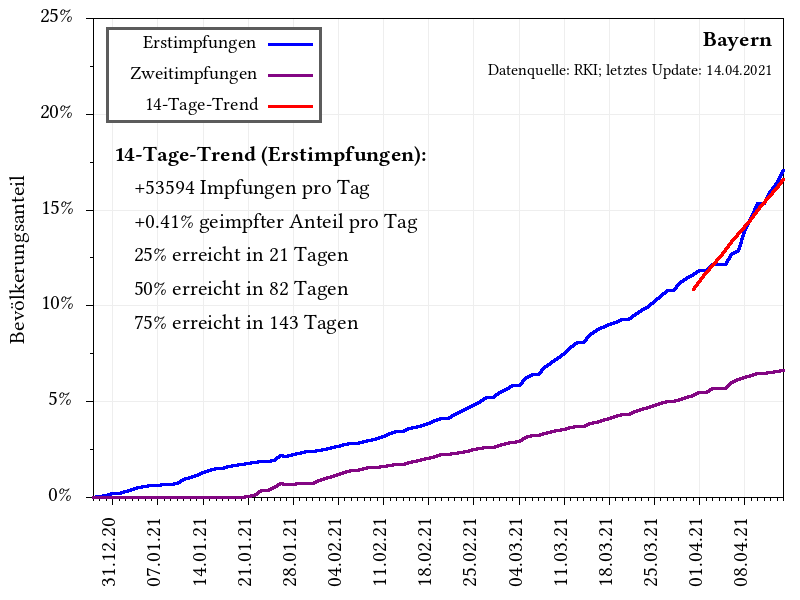 25%
20%
15%
10%
5%
0%
Bevölkerungsanteil
Erstimpfungen
Zweitimpfungen
14-Tage-Trend
Bayern
Datenquelle: RKI; letztes Update: 14.04.2021
14-Tage-Trend (Erstimpfungen):
+53594 Impfungen pro Tag
+0.41% geimpfter Anteil pro Tag
25% erreicht in 21 Tagen
50% erreicht in 82 Tagen
75% erreicht in 143 Tagen
31.12.20
07.01.21
14.01.21
21.01.21
28.01.21
04.02.21
11.02.21
18.02.21
25.02.21
04.03.21
11.03.21
18.03.21
25.03.21
01.04.21
08.04.21